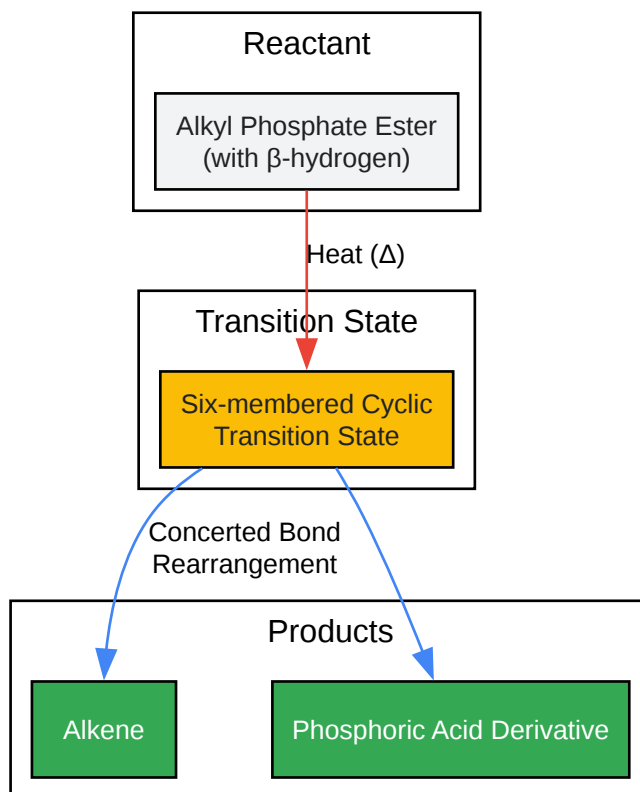 Reactant
Alkyl Phosphate Ester
(with β-hydrogen)
Heat (Δ)
Transition State
Six-membered Cyclic
Transition State
Concerted Bond
Rearrangement
Products
Alkene
Phosphoric Acid Derivative